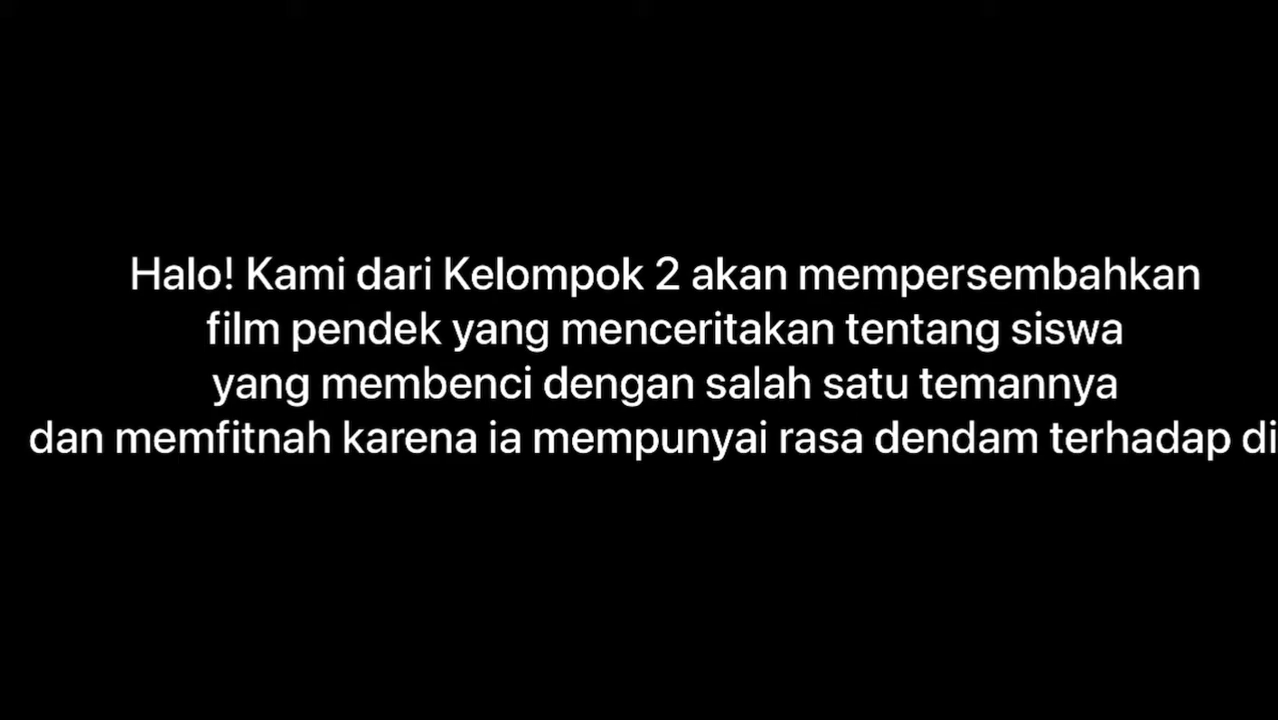 Halo! Kami dari Kelompok 2 akan mempersembahkan
film pendek yang menceritakan tentang siswa
yang membenci dengan salah satu temannya
dan memfitnah karena ia mempunyai rasa dendam terhadap di